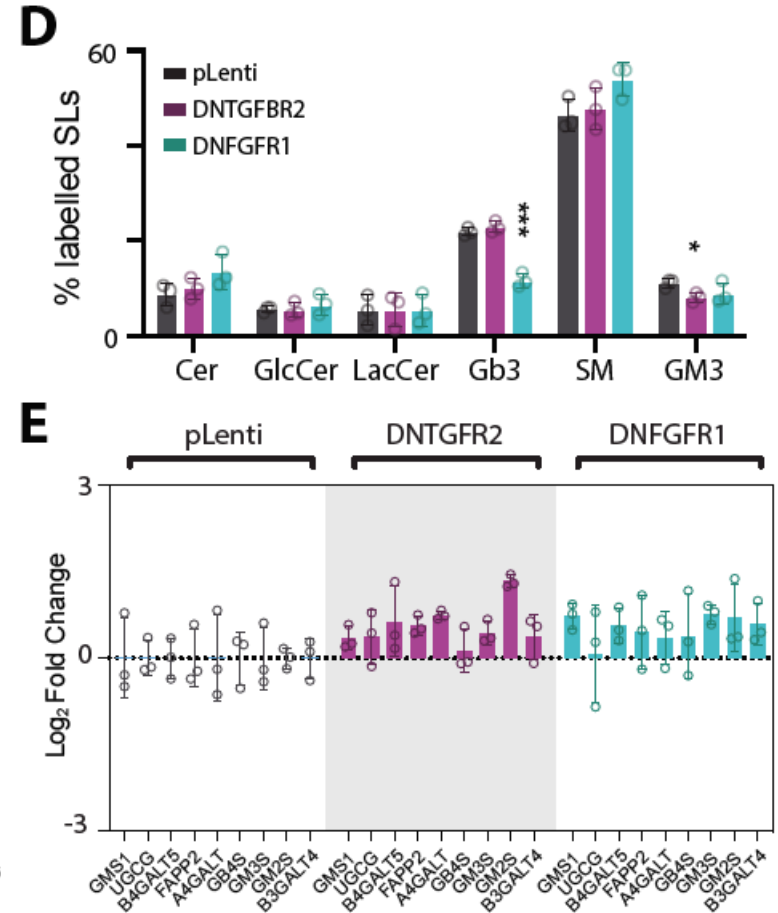 D
60
pLenti
DNTGFBR2
DNFGFR1
% labelled SLs
***
*
0
Cer GlcCer LacCer Gb3 SM GM3
E
pLenti DNTGFR2 DNFGFR1
3
Log2 Fold Change
0
-3
GMS1 UGCG B4GALT5 FAPP2 A4GALT GB4S GM3S GM2S B3GALT4 GMS1 UGCG B4GALT5 FAPP2 A4GALT GB4S GM3S GM2S B3GALT4 GMS1 UGCG B4GALT5 FAPP2 A4GALT GB4S GM3S GM2S B3GALT4